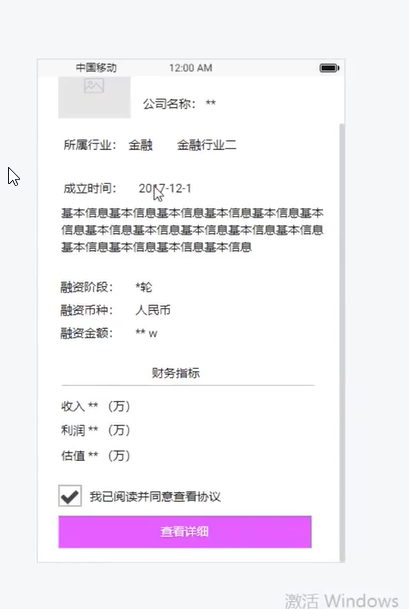 中国移动 12:00 AM
公司名称： **
所属行业： 金融 金融行业二
成立时间： 2017-12-1
基本信息基本信息基本信息基本信息基本信息基本
信息基本信息基本信息基本信息基本信息基本信息
基本信息基本信息基本信息基本信息
融资阶段： *轮
融资币种： 人民币
融资金额： ** w
财务指标
收入 ** （万）
利润 ** （万）
估值 ** （万）
我已阅读并同意查看协议
查看详细
激活 Windows